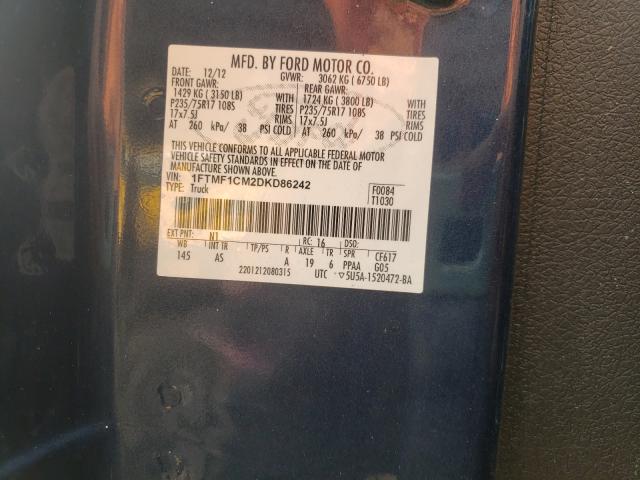 MFD. BY FORD MOTOR CO.
DATE: 12/12 GVWR: 3062 KG ( 6750 LB)
FRONT GAWR: REAR GAWR:
1429 KG ( 3150 LB) WITH 1724 KG ( 3800 LB) WITH
P235/75R17 108S TIRES P235/75R17 108S TIRES
17x7.5J RIMS 17x7.5J RIMS
AT 260 kPa/ 38 PSI COLD AT 260 kPa/ 38 PSI COLD
THIS VEHICLE CONFORMS TO ALL APPLICABLE FEDERAL MOTOR
VEHICLE SAFETY STANDARDS IN EFFECT ON THE DATE OF
MANUFACTURE SHOWN ABOVE.
VIN: 1FTMF1CM2DKD86242 F0084
TYPE: Truck T1030
EXT PNT: N1 RC: 16 DSO:
WB INT TR TP/PS R AXLE TR SPR CF617
145 AS A 19 6 PPAA G05
2201212080315 UTC ▽5U5A-1520472-BA